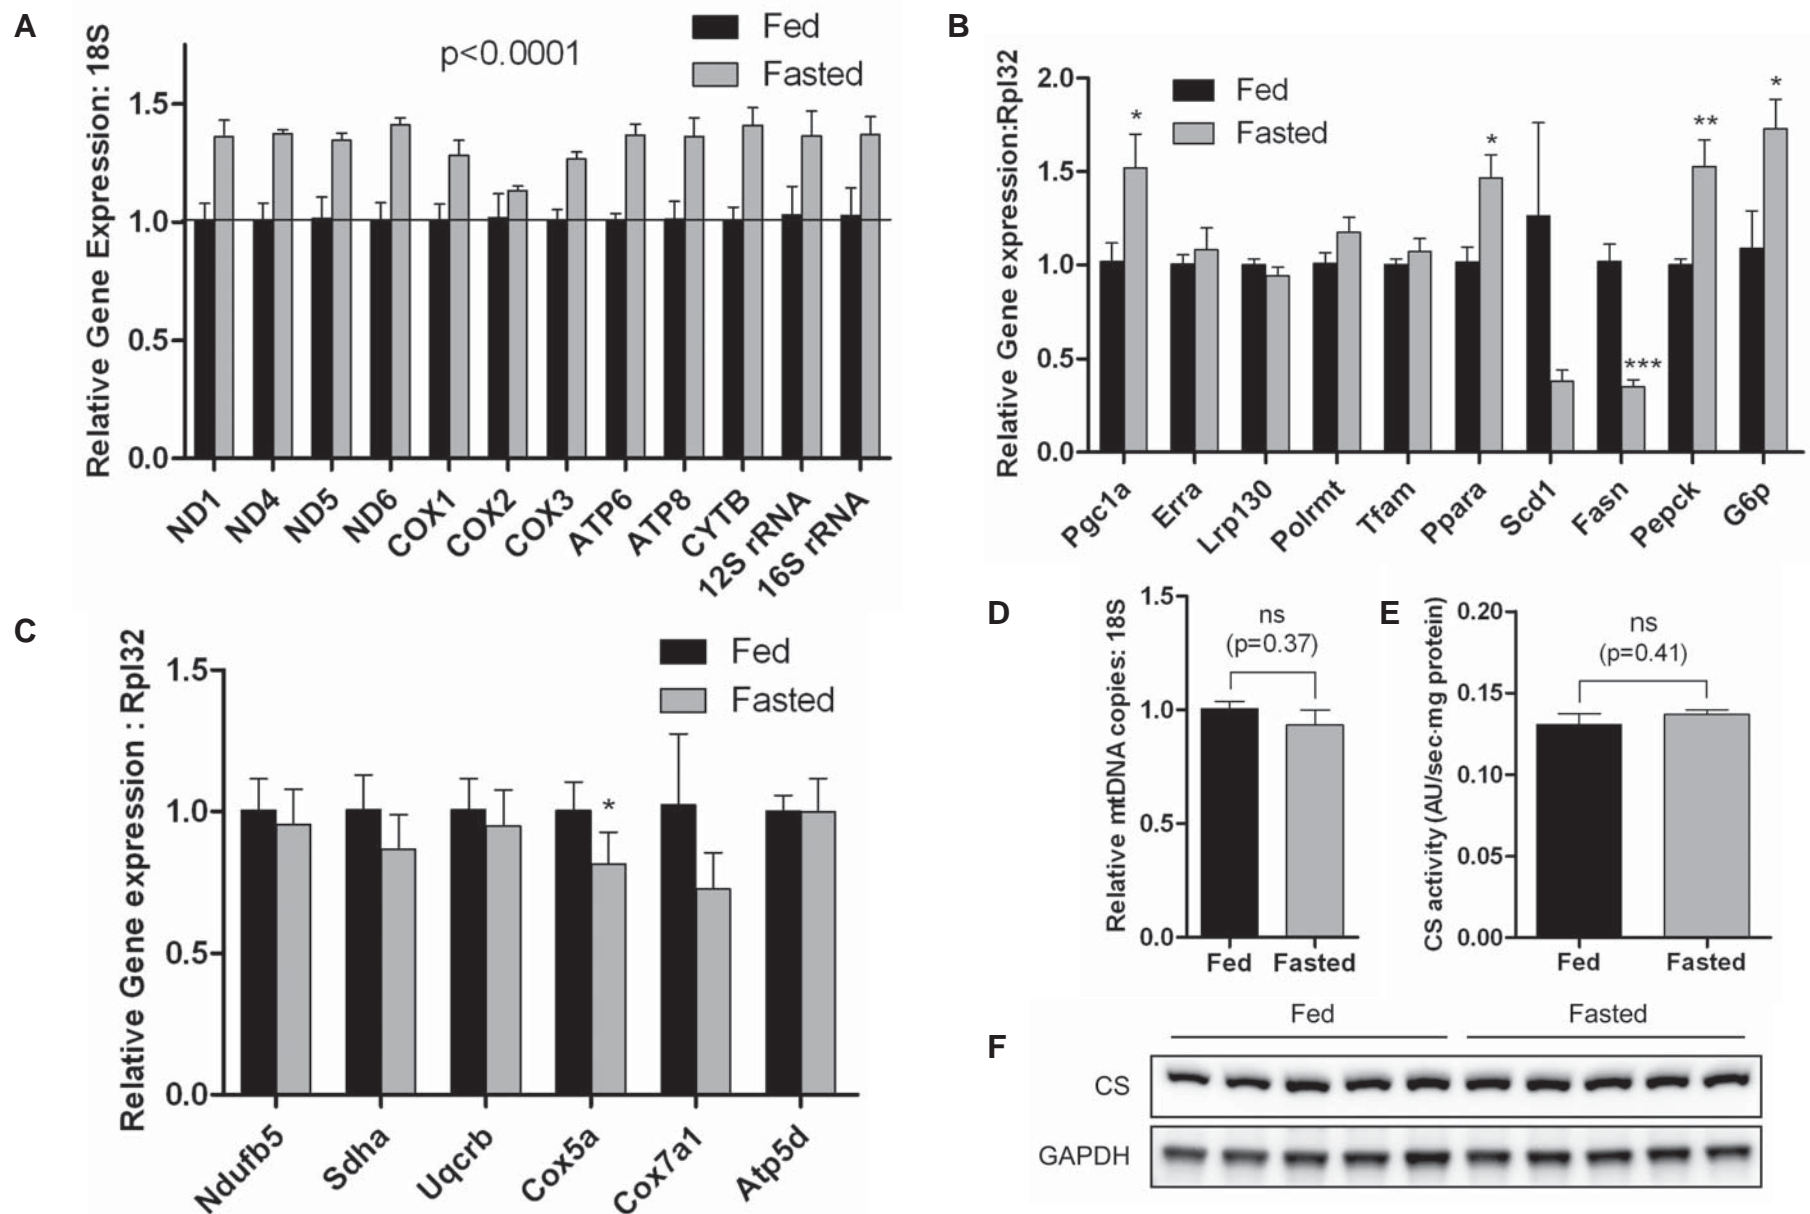 A
Relative Gene Expression: 18S
p<0.0001
Fed
Fasted
1.5
1.0
0.5
0.0
ND1
ND4
ND5
ND6
COX1
COX2
COX3
ATP6
ATP8
CYTB
12S rRNA
16S rRNA
B
Relative Gene expression:Rpl32
Fed
Fasted
2.0
1.5
1.0
0.5
0.0
*
*
***
**
*
Pgc1a
Erra
Lrp130
Polrmt
Tfam
Ppara
Scd1
Fasn
Pepck
G6p
C
Relative Gene expression : Rpl32
Fed
Fasted
1.5
1.0
0.5
0.0
*
Ndufb5
Sdha
Uqcrb
Cox5a
Cox7a1
Atp5d
D
Relative mtDNA copies: 18S
1.5
1.0
0.5
0.0
ns
(p=0.37)
Fed
Fasted
E
CS activity (AU/sec·mg protein)
0.20
0.15
0.10
0.05
0.00
ns
(p=0.41)
Fed
Fasted
F
Fed
Fasted
CS
GAPDH